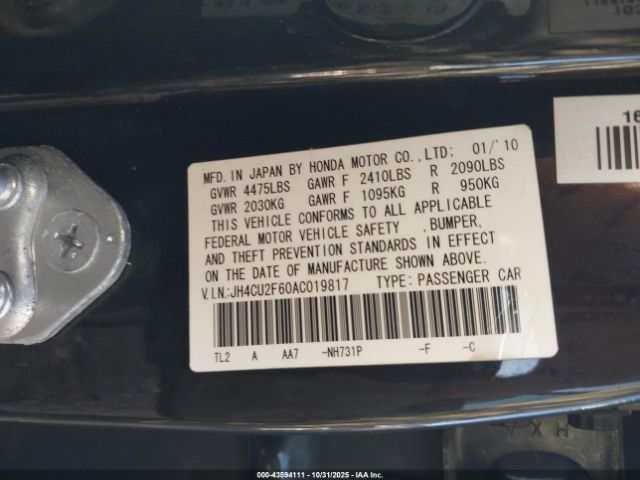 16
MFD. IN JAPAN BY HONDA MOTOR CO.,LTD; 01/'10
GVWR 4475LBS GAWR F 2410LBS R 2090LBS
GVWR 2030KG GAWR F 1095KG R 950KG
THIS VEHICLE CONFORMS TO ALL APPLICABLE
FEDERAL MOTOR VEHICLE SAFETY ,BUMPER,
AND THEFT PREVENTION STANDARDS IN EFFECT
ON THE DATE OF MANUFACTURE SHOWN ABOVE.
V.I.N:JH4CU2F60AC019817 TYPE: PASSENGER CAR
TL2 A AA7 -NH731P -F -C
000-43594111 - 10/31/2025 - IAA Inc.